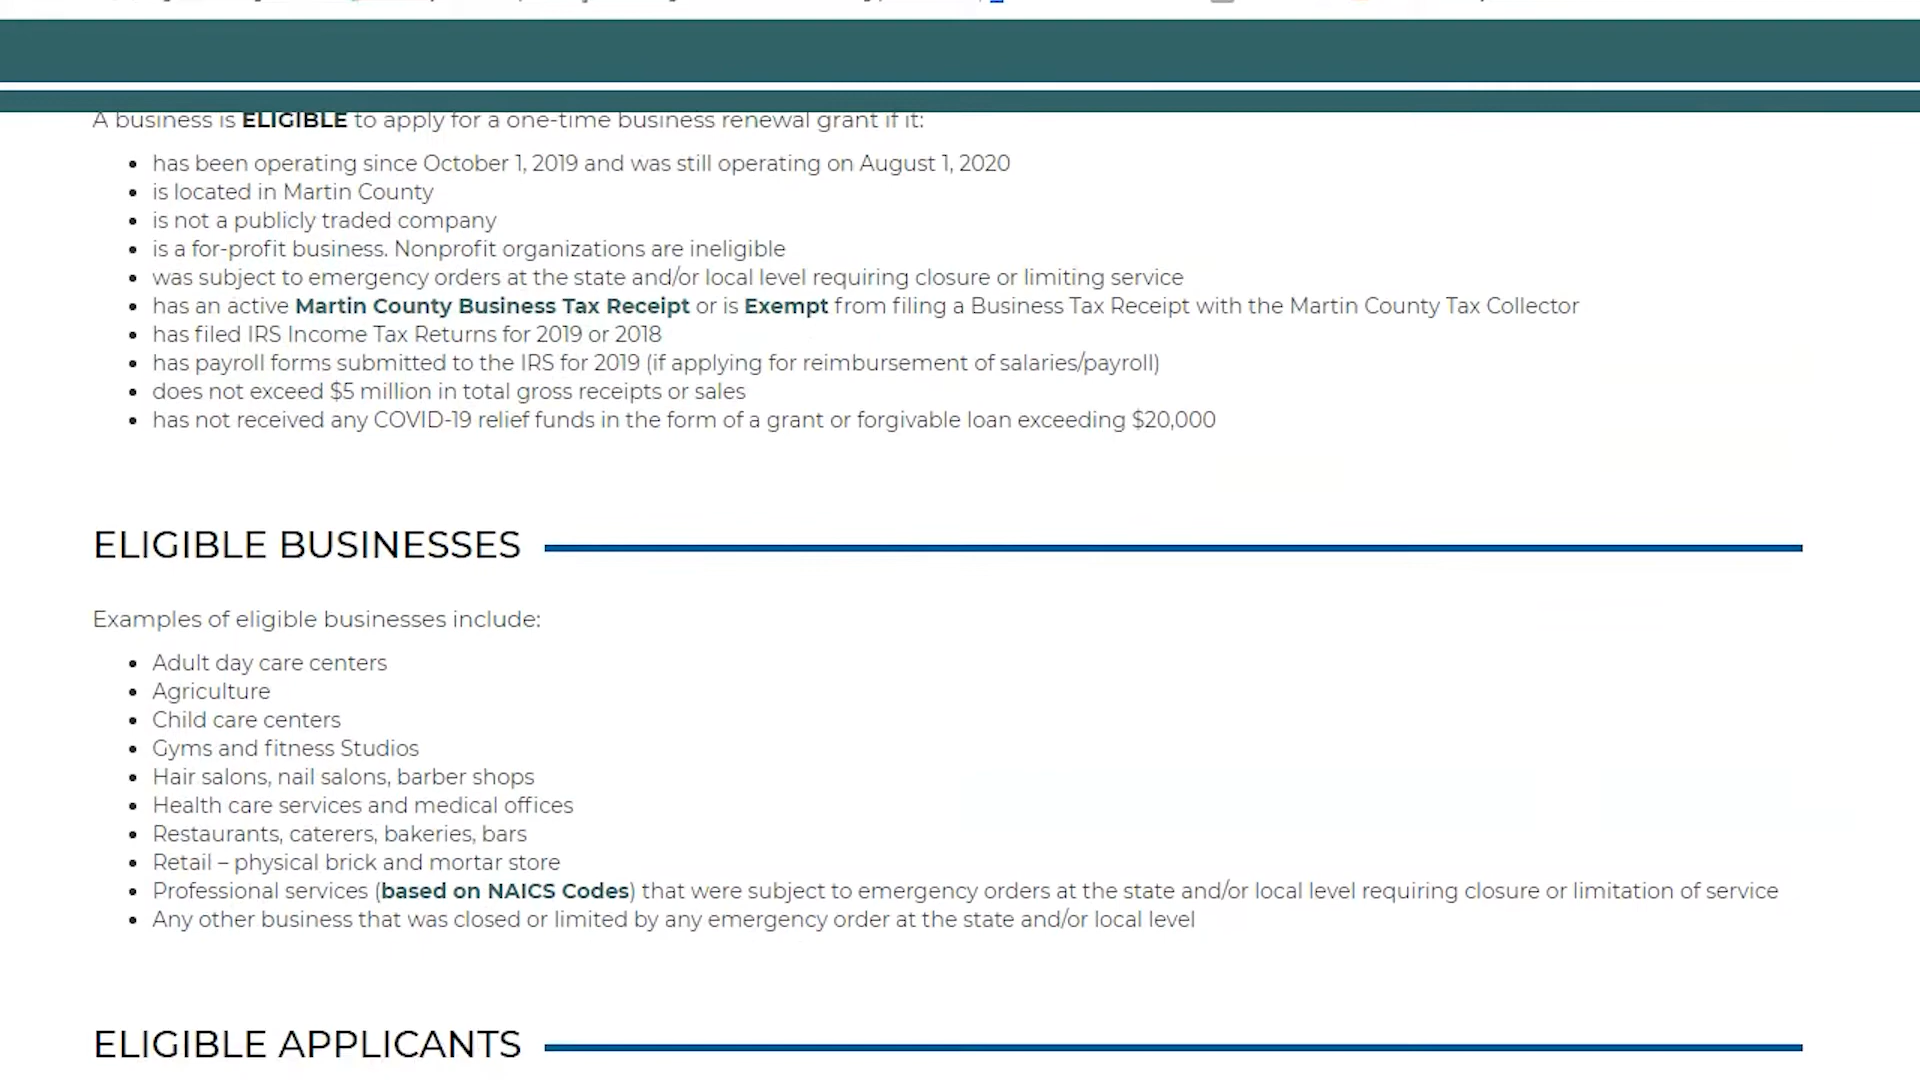 A business is ELIGIBLE to apply for a one-time business renewal grant if it:
• has been operating since October 1, 2019 and was still operating on August 1, 2020
• is located in Martin County
• is not a publicly traded company
• is a for-profit business. Nonprofit organizations are ineligible
• was subject to emergency orders at the state and/or local level requiring closure or limiting service
• has an active Martin County Business Tax Receipt or is Exempt from filing a Business Tax Receipt with the Martin County Tax Collector
• has filed IRS Income Tax Returns for 2019 or 2018
• has payroll forms submitted to the IRS for 2019 (if applying for reimbursement of salaries/payroll)
• does not exceed $5 million in total gross receipts or sales
• has not received any COVID-19 relief funds in the form of a grant or forgivable loan exceeding $20,000
ELIGIBLE BUSINESSES
Examples of eligible businesses include:
• Adult day care centers
• Agriculture
• Child care centers
• Gyms and fitness Studios
• Hair salons, nail salons, barber shops
• Health care services and medical offices
• Restaurants, caterers, bakeries, bars
• Retail – physical brick and mortar store
• Professional services (based on NAICS Codes) that were subject to emergency orders at the state and/or local level requiring closure or limitation of service
• Any other business that was closed or limited by any emergency order at the state and/or local level
ELIGIBLE APPLICANTS